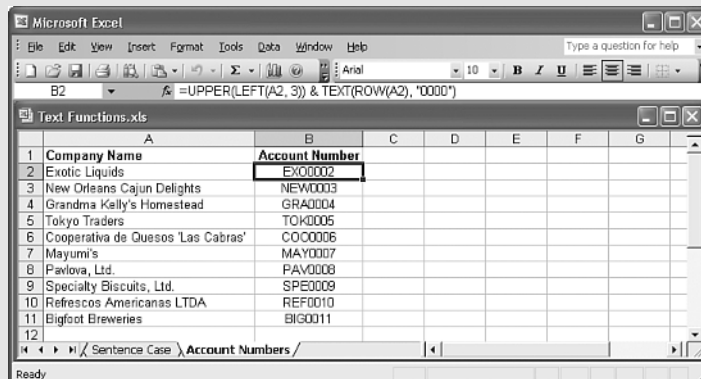 Microsoft Excel
File Edit View Insert Format Tools Data Window Help Type a question for help
Arial 10 B I U
B2 fx =UPPER(LEFT(A2, 3)) & TEXT(ROW(A2), "0000")
Text Functions.xls
A B C D E F G
1 Company Name Account Number
2 Exotic Liquids EXO0002
3 New Orleans Cajun Delights NEW0003
4 Grandma Kelly's Homestead GRA0004
5 Tokyo Traders TOK0005
6 Cooperativa de Quesos 'Las Cabras' COO0006
7 Mayumi's MAY0007
8 Pavlova, Ltd. PAV0008
9 Specialty Biscuits, Ltd. SPE0009
10 Refrescos Americanas LTDA REF0010
11 Bigfoot Breweries BIG0011
12
Sentence Case Account Numbers
Ready